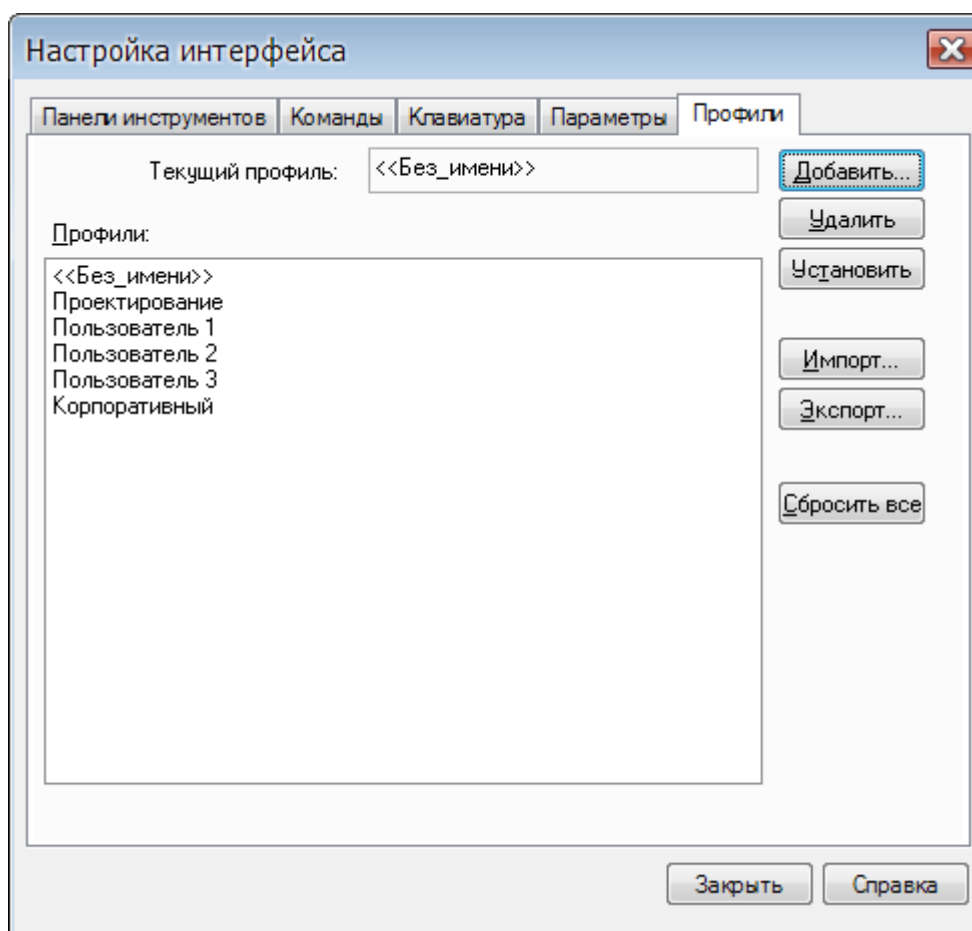 Настройка интерфейса
Панели инструментов Команды Клавиатура Параметры Профили
Текущий профиль: <<Без_имени>> Добавить...
Удалить
Профили:
Установить
<<Без_имени>>
Проектирование
Пользователь 1
Пользователь 2
Пользователь 3
Корпоративный
Импорт...
Экспорт...
Сбросить все
Закрыть Справка